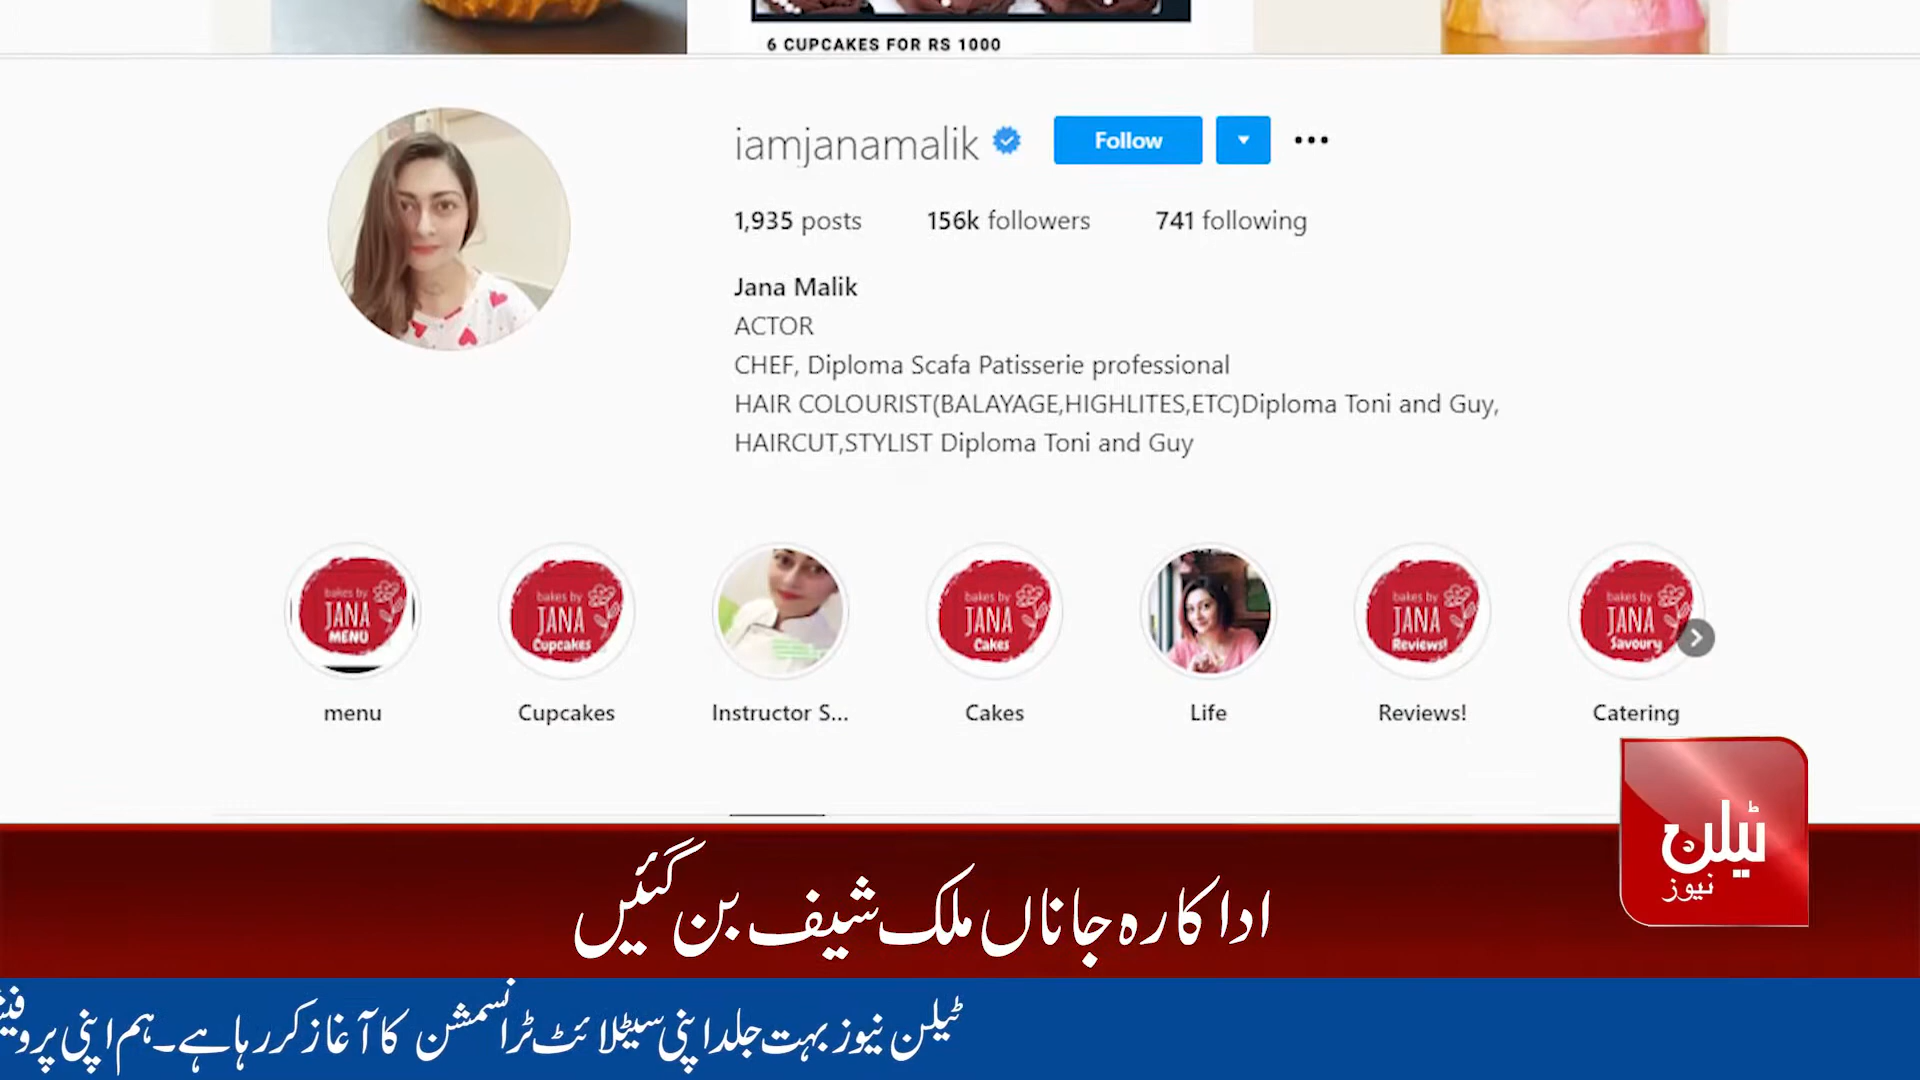 6 CUPCAKES FOR RS 1000
iamjanamalik
Follow
1,935 posts 156k followers 741 following
Jana Malik
ACTOR
CHEF, Diploma Scafa Patisserie professional
HAIR COLOURIST(BALAYAGE,HIGHLITES,ETC)Diploma Toni and Guy,
HAIRCUT,STYLIST Diploma Toni and Guy
bakes by JANA MENU
bakes by JANA Cupcakes
bakes by JANA Cakes
bakes by JANA Reviews!
bakes by JANA Savoury
menu Cupcakes Instructor S... Cakes Life Reviews! Catering
ٹیلن نیوز
اداکارہ جاناں ملک شیف بن گئیں
ٹیلن نیوز بہت جلد اپنی سیٹلائٹ ٹرانسمشن کا آغاز کر رہا ہے۔ ہم اپنی